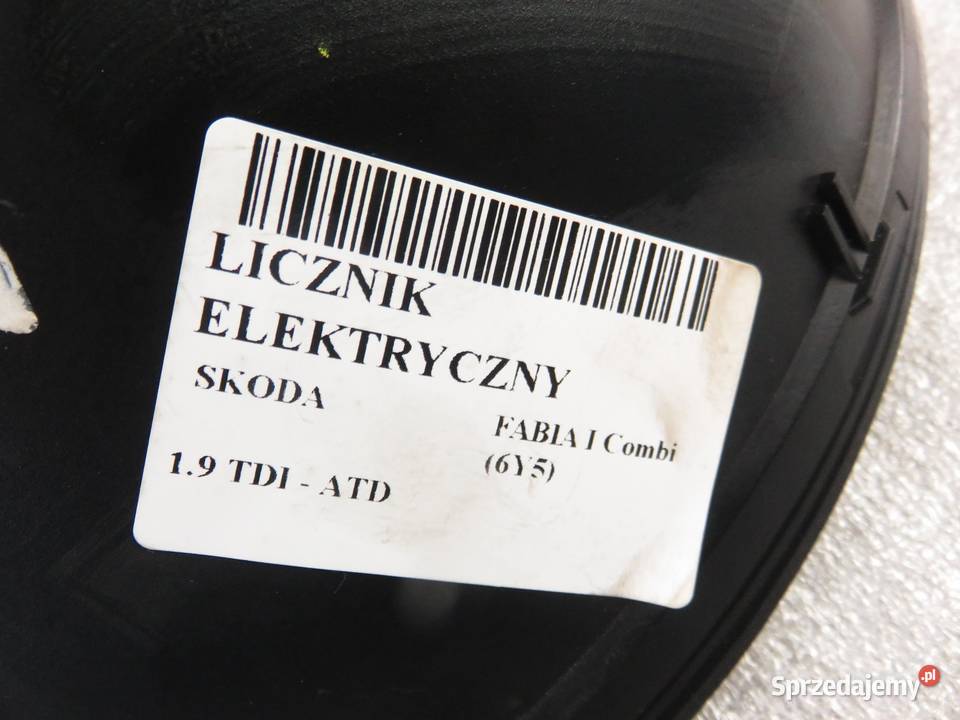 LICZNIK
ELEKTRYCZNY
SKODA
FABIA I Combi
(6Y5)
1.9 TDI - ATD
Sprzedajemy.pl